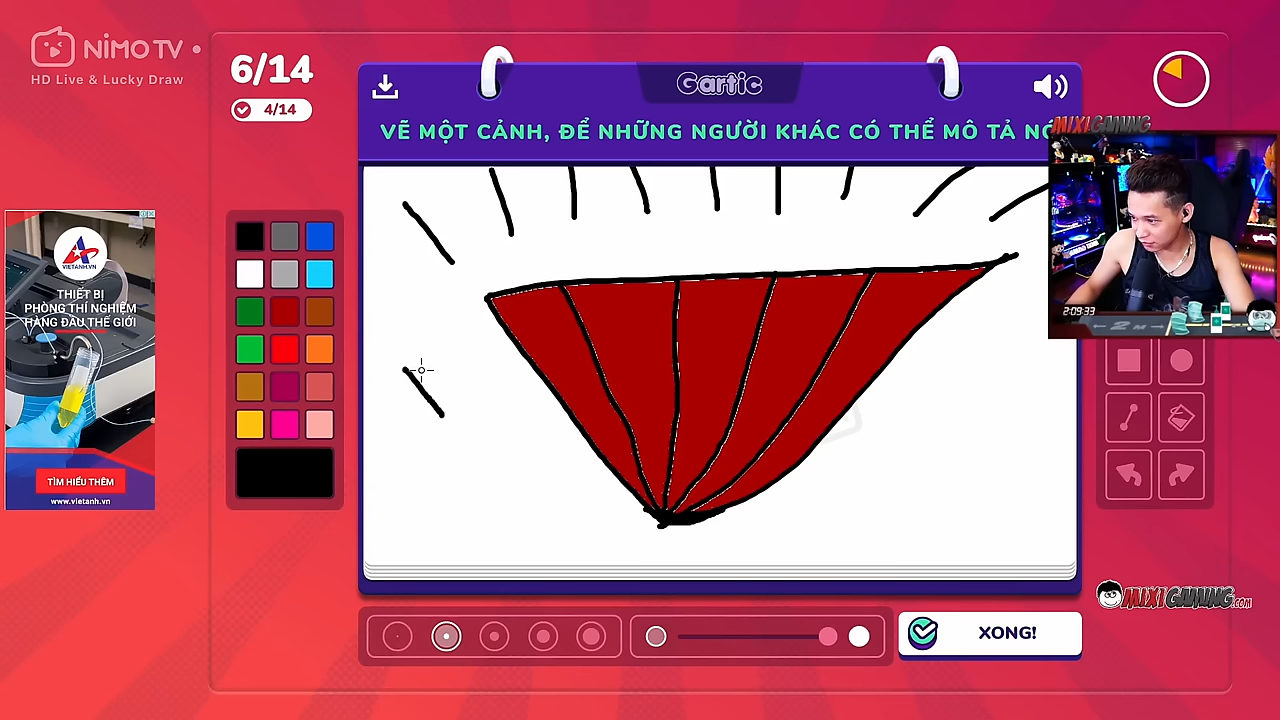 NIMO TV
HD Live & Lucky Draw
6/14
4/14
Gartic
VẼ MỘT CẢNH, ĐỂ NHỮNG NGƯỜI KHÁC CÓ THỂ MÔ TẢ NÓ
MIXIGAMING
2:09:33
2 M
VIETANH.VN
THIẾT BỊ
PHÒNG THÍ NGHIỆM
HÀNG ĐẦU THẾ GIỚI
TÌM HIỂU THÊM
www.vietanh.vn
MIXIGAMING.COM
XONG!